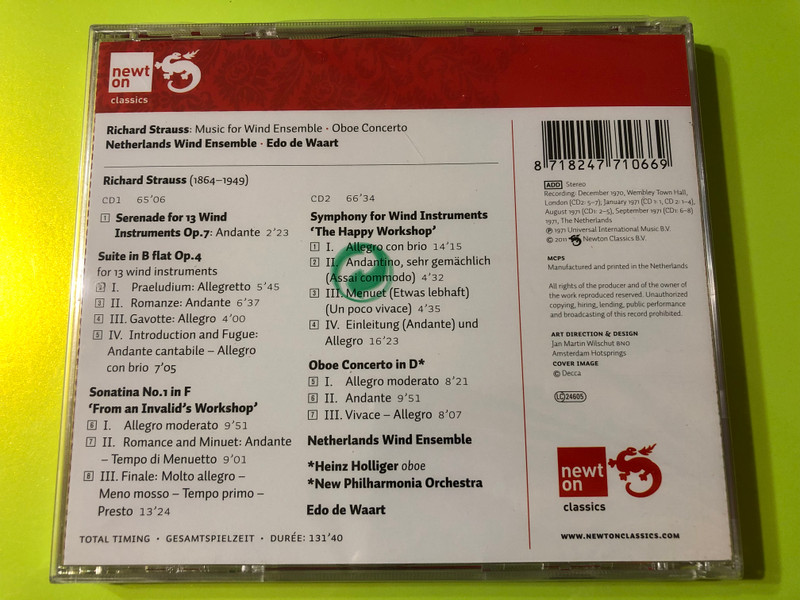 newt
on
classics
Richard Strauss: Music for Wind Ensemble · Oboe Concerto
Netherlands Wind Ensemble · Edo de Waart
Richard Strauss (1864–1949)
CD1 65'06
1 Serenade for 13 Wind
Instruments Op.7: Andante 2'23
Suite in B flat Op.4
for 13 wind instruments
2 I. Praeludium: Allegretto 5'45
3 II. Romanze: Andante 6'37
4 III. Gavotte: Allegro 4'00
5 IV. Introduction and Fugue:
Andante cantabile – Allegro
con brio 7'05
Sonatina No.1 in F
'From an Invalid's Workshop'
6 I. Allegro moderato 9'51
7 II. Romance and Minuet: Andante
– Tempo di Menuetto 9'01
8 III. Finale: Molto allegro –
Meno mosso – Tempo primo –
Presto 13'24
CD2 66'34
Symphony for Wind Instruments
'The Happy Workshop'
1 I. Allegro con brio 14'15
2 II. Andantino, sehr gemächlich
(Assai commodo) 4'32
3 III. Menuet (Etwas lebhaft)
(Un poco vivace) 4'35
4 IV. Einleitung (Andante) und
Allegro 16'23
Oboe Concerto in D*
5 I. Allegro moderato 8'21
6 II. Andante 9'51
7 III. Vivace – Allegro 8'07
Netherlands Wind Ensemble
*Heinz Holliger oboe
*New Philharmonia Orchestra
Edo de Waart
TOTAL TIMING · GESAMTSPIELZEIT · DURÉE: 131'40
8 718247 710669
ADD Stereo
Recording: December 1970, Wembley Town Hall,
London (CD2: 5–7); January 1971 (CD 1: 1, CD 2: 1–4),
August 1971 (CD1: 2–5), September 1971 (CD1: 6–8)
1971, The Netherlands
℗ 1971 Universal International Music B.V.
© 2011 Newton Classics B.V.
MCPS
Manufactured and printed in the Netherlands
All rights of the producer and of the owner of
the work reproduced reserved. Unauthorized
copying, hiring, lending, public performance
and broadcasting of this record prohibited.
ART DIRECTION & DESIGN
Jan Martin Wilschut BNO
Amsterdam Hotsprings
COVER IMAGE
© Decca
LC 24605
newt
on
classics
WWW.NEWTONCLASSICS.COM